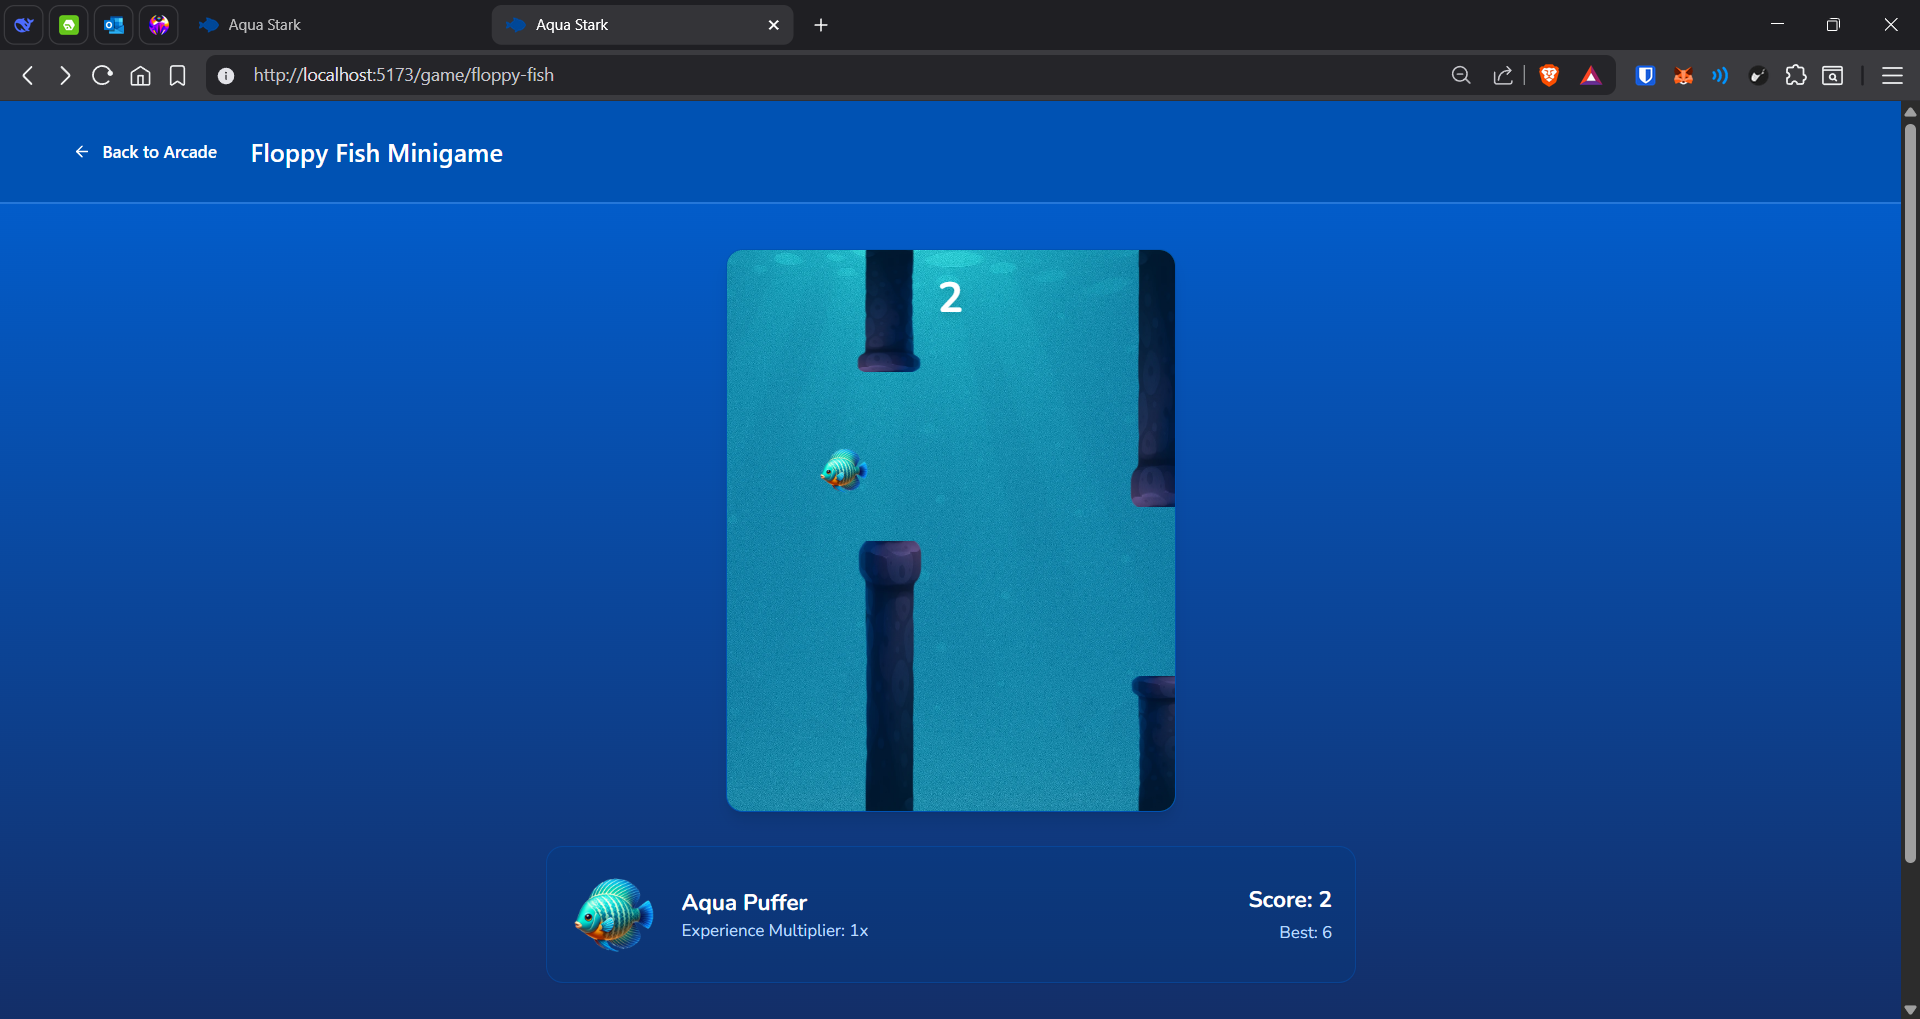 Aqua Stark
Aqua Stark
http://localhost:5173/game/floppy-fish
Back to Arcade
Floppy Fish Minigame
2
Aqua Puffer
Experience Multiplier: 1x
Score: 2
Best: 6